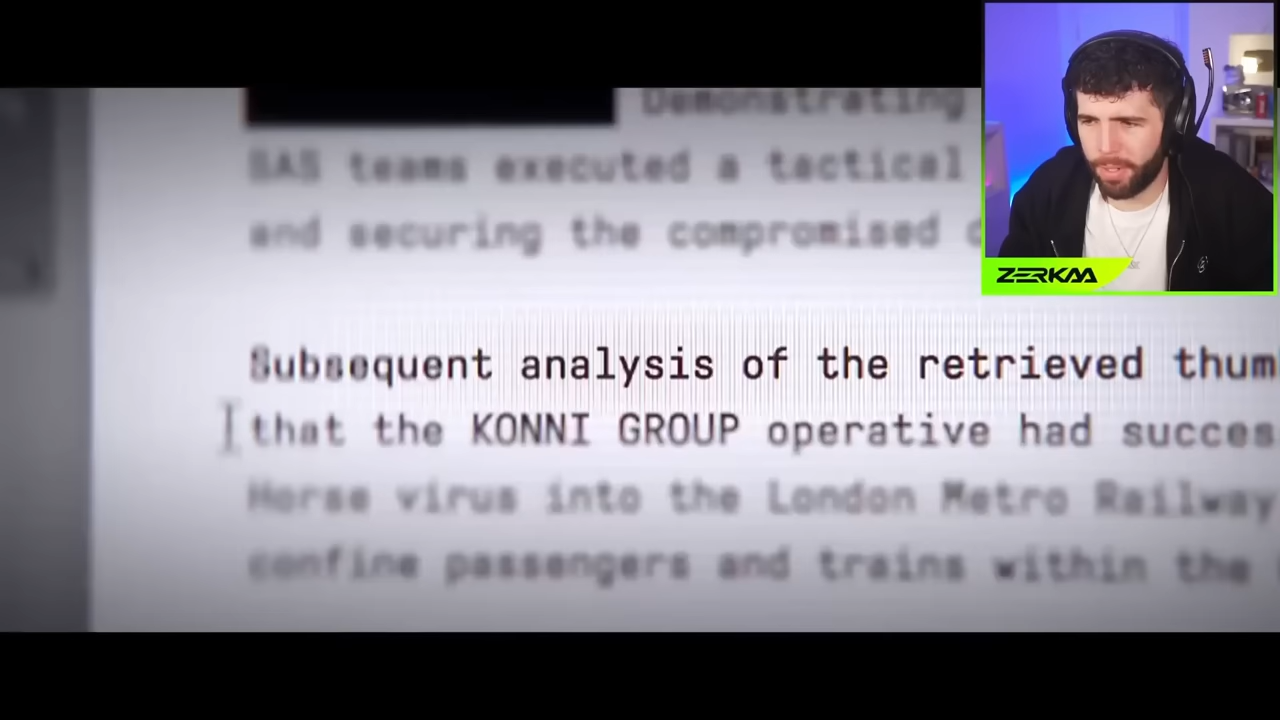 Demonstrating
SAS teams executed a tactical
and securing the compromised
Subsequent analysis of the retrieved thum
that the KONNI GROUP operative had succes
Horse virus into the London Metro Railway
confine passengers and trains within the
ZERKAA